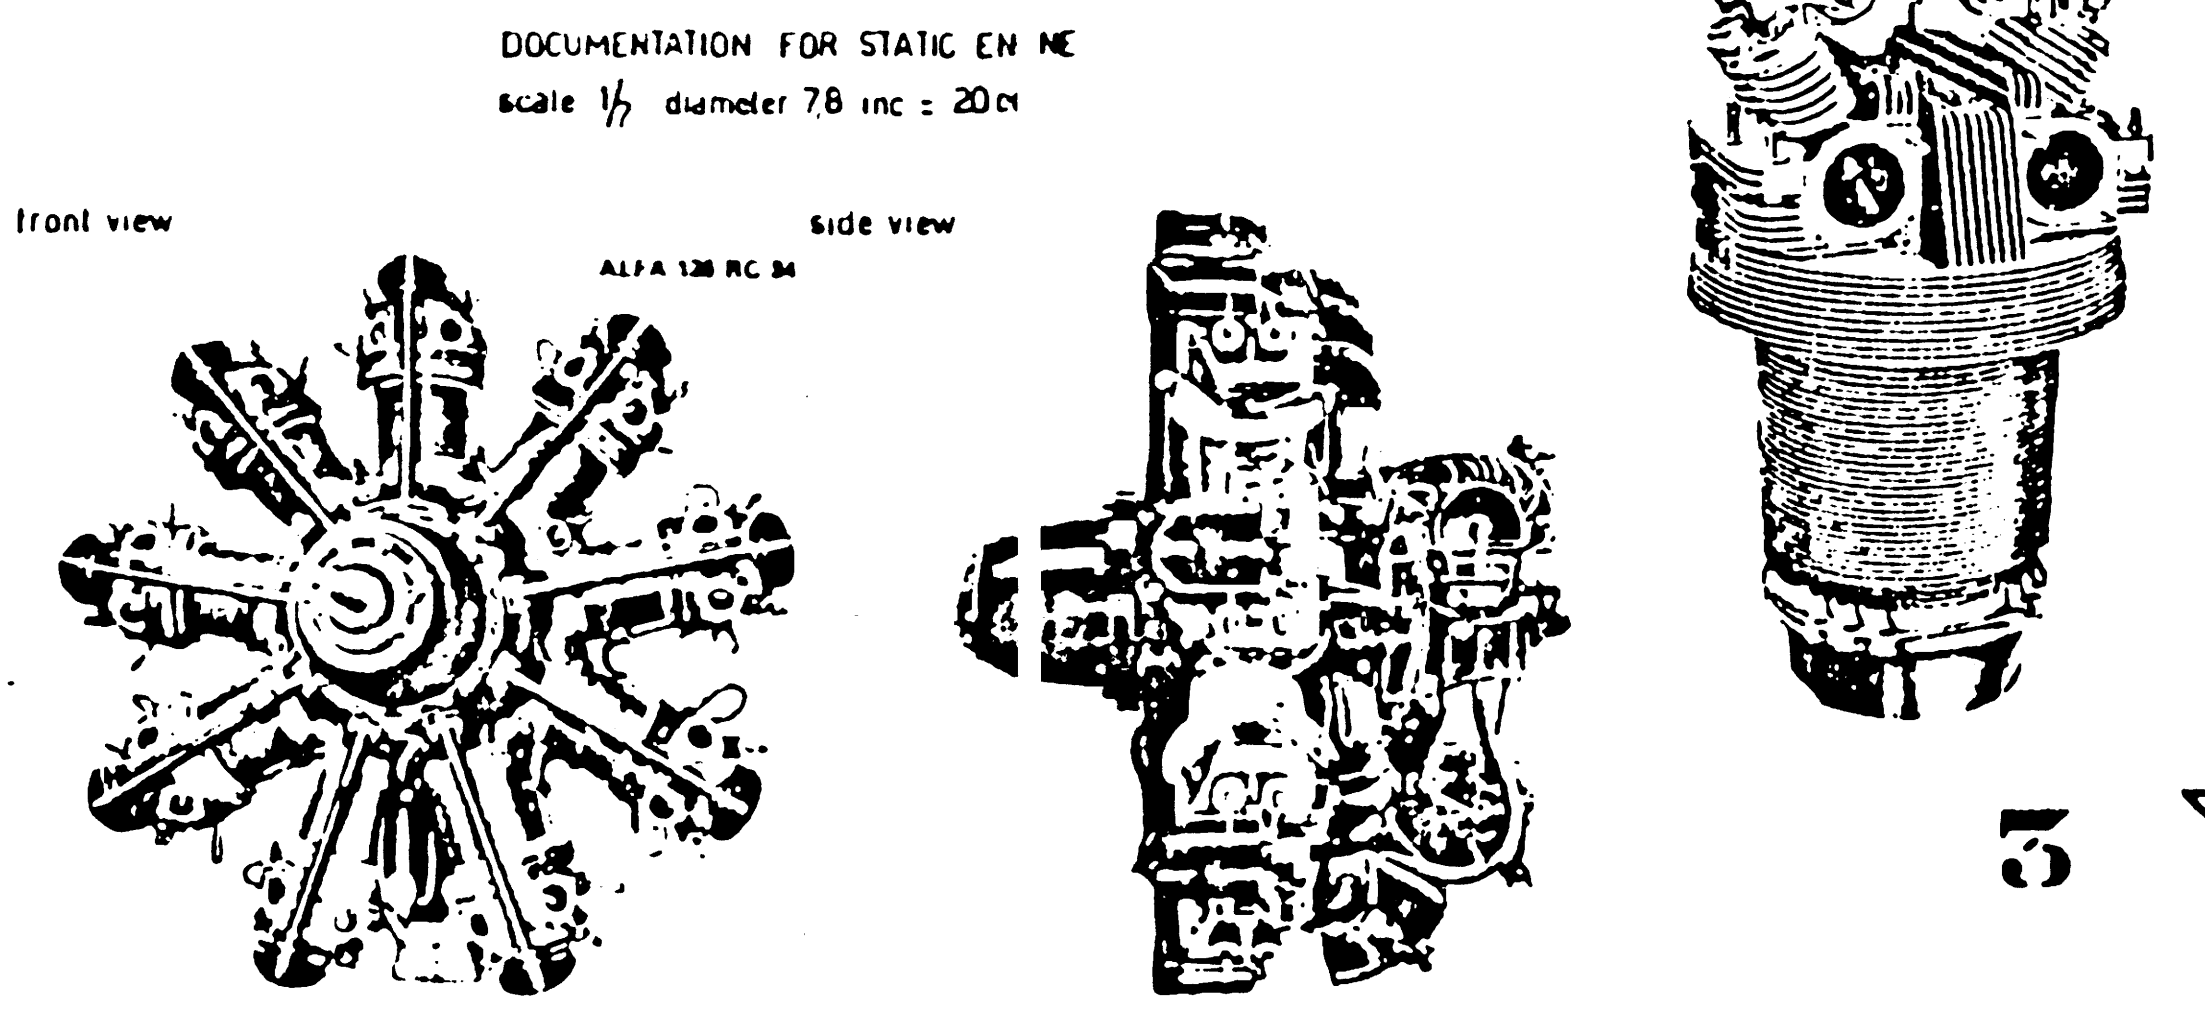 DOCUMENTATION FOR STATIC EN NE
scale 1/7 diameter 7,8 inc = 20 cm
front view
side view
ALFA 128 RC 34
5